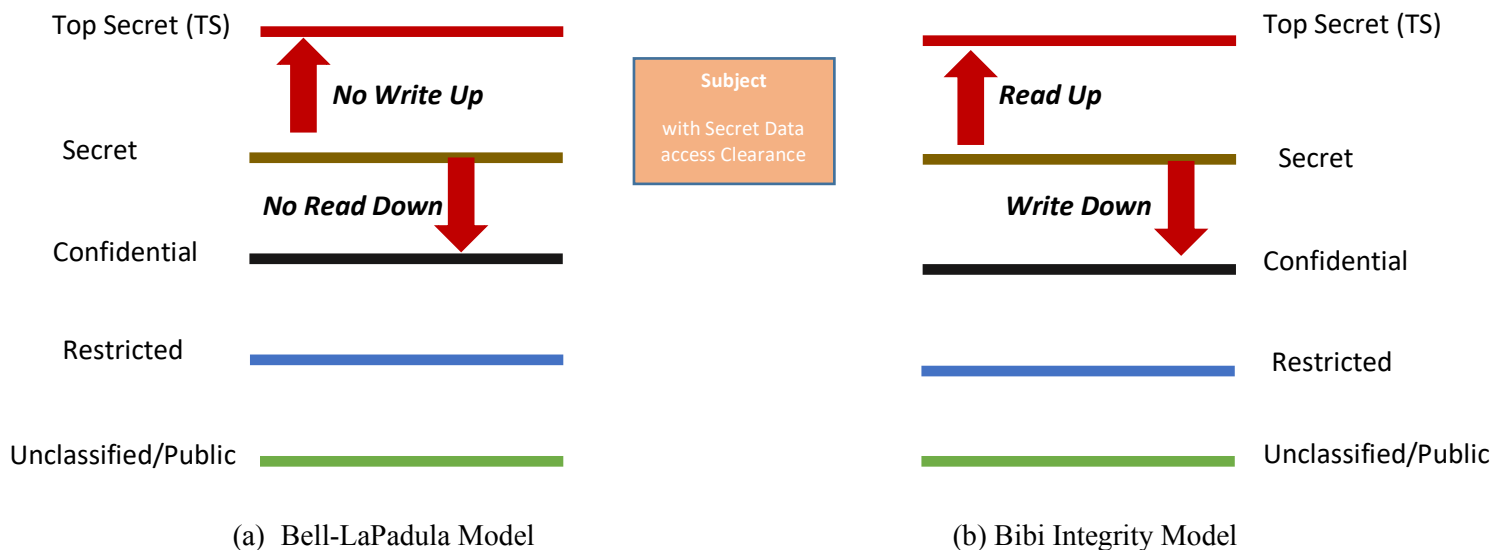 Top Secret (TS)
No Write Up
Secret
No Read Down
Confidential
Restricted
Unclassified/Public
(a) Bell-LaPadula Model
Subject
with Secret Data
access Clearance
Top Secret (TS)
Read Up
Secret
Write Down
Confidential
Restricted
Unclassified/Public
(b) Bibi Integrity Model